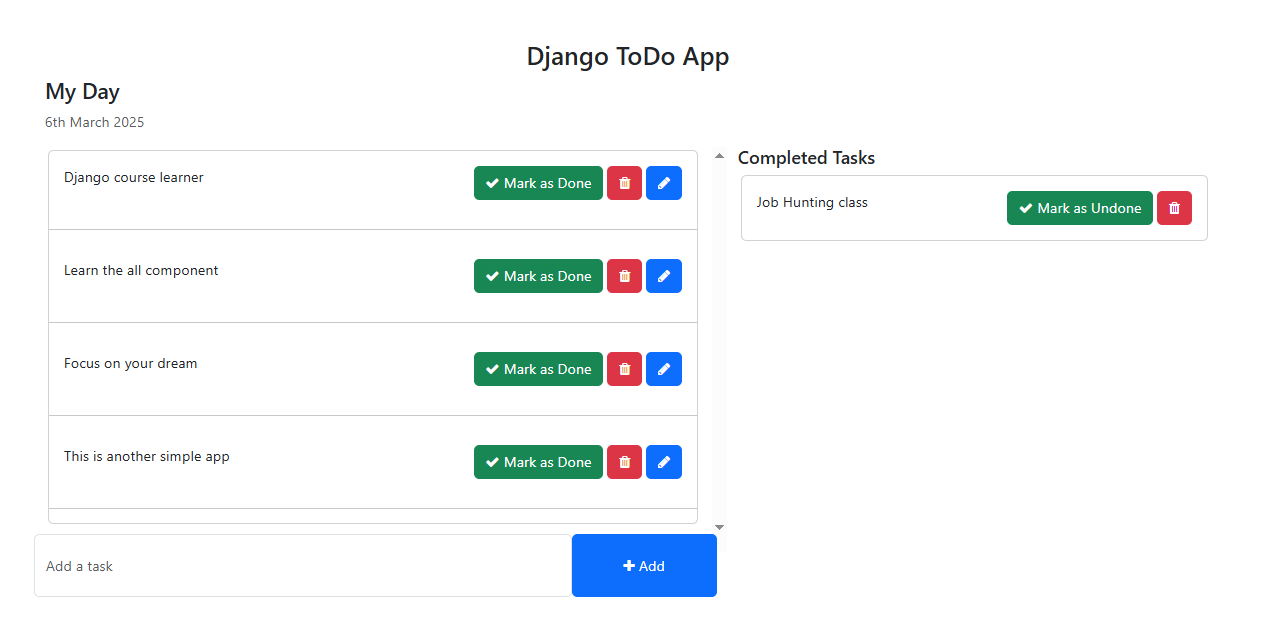 Django ToDo App
My Day
6th March 2025
Django course learner
Mark as Done
Learn the all component
Mark as Done
Focus on your dream
Mark as Done
This is another simple app
Mark as Done
Add a task
Add
Completed Tasks
Job Hunting class
Mark as Undone